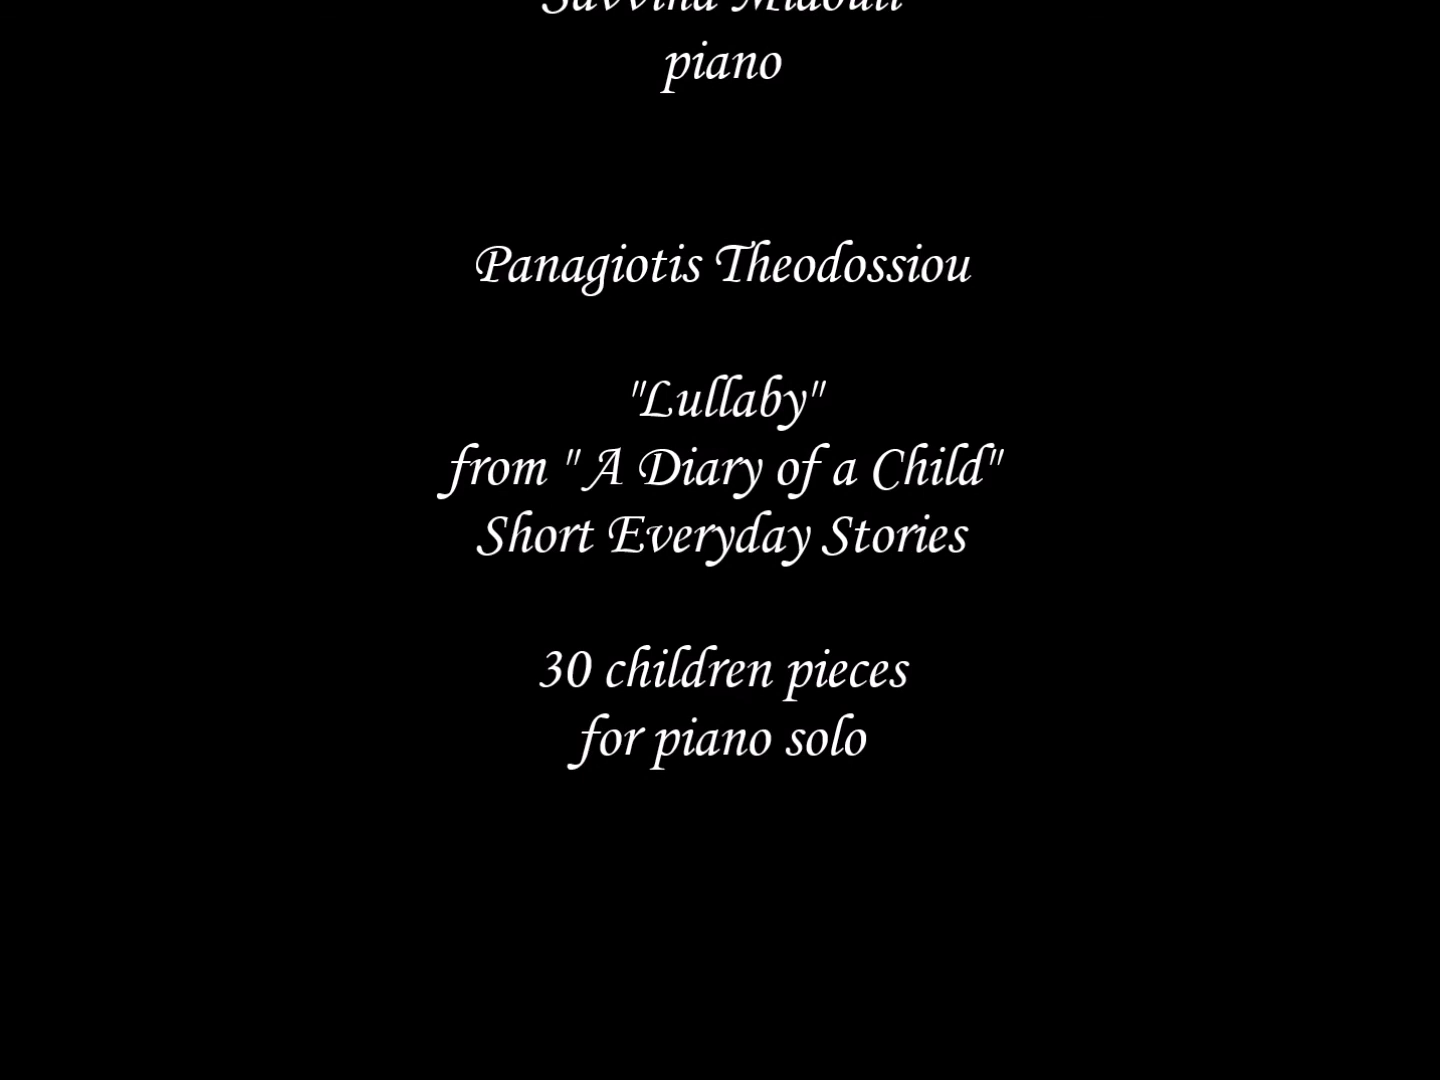 piano
Panagiotis Theodossiou
"Lullaby"
from " A Diary of a Child"
Short Everyday Stories
30 children pieces
for piano solo